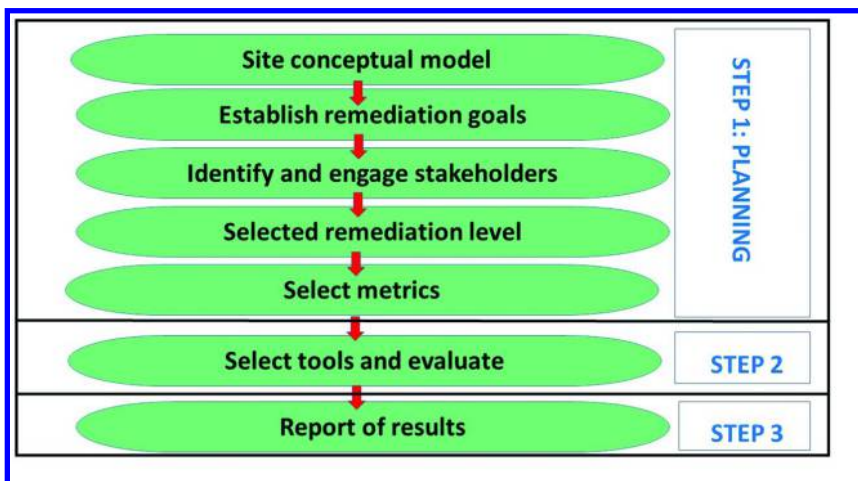 Site conceptual model
Establish remediation goals
Identify and engage stakeholders
Selected remediation level
Select metrics
STEP 1: PLANNING
Select tools and evaluate
STEP 2
Report of results
STEP 3